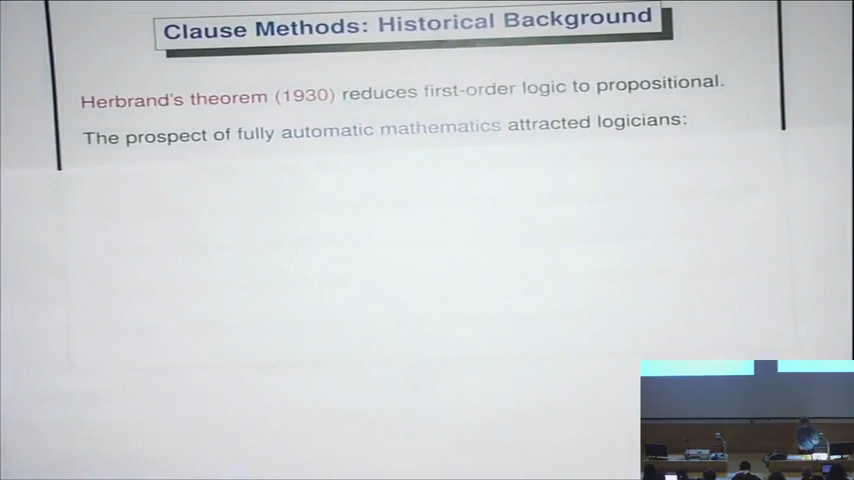 Clause Methods: Historical Background
Herbrand's theorem (1930) reduces first-order logic to propositional.
The prospect of fully automatic mathematics attracted logicians: